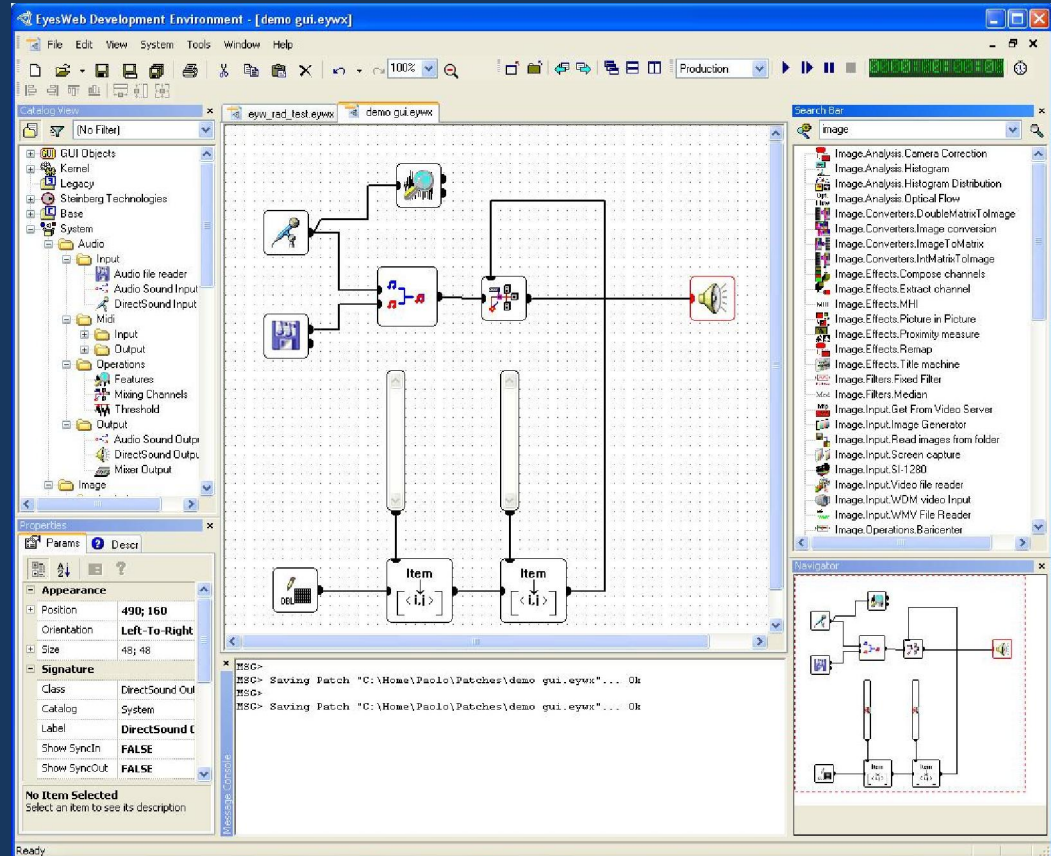 EyesWeb Development Environment - [demo gui.eywx]
File Edit View System Tools Window Help
100%
Production
Catalog View
[No Filter]
GUI Objects
Kernel
Legacy
Steinberg Technologies
Base
System
Audio
Input
Audio file reader
Audio Sound Input
DirectSound Input
Midi
Input
Output
Operations
Features
Mixing Channels
Threshold
Output
Audio Sound Outpu
DirectSound Outpu
Mixer Output
Image
Properties
Params Descr
Appearance
Position 490; 160
Orientation Left-To-Right
Size 48; 48
Signature
Class DirectSound Oul
Catalog System
Label DirectSound C
Show SyncIn FALSE
Show SyncOut FALSE
No Item Selected
Select an item to see its description
Ready
eyw_rad_test.eywx demo gui.eywx
DBL
Item
<i,j>
Item
<i,j>
Message Console
MSG>
MSG> Saving Patch "C:\Home\Paolo\Patches\demo gui.eywx"... Ok
MSG>
MSG> Saving Patch "C:\Home\Paolo\Patches\demo gui.eywx"... Ok
Search Bar
image
Image.Analysis.Camera Correction
Image.Analysis.Histogram
Image.Analysis.Histogram Distribution
Image.Analysis.Optical Flow
Image.Converters.DoubleMatrixToImage
Image.Converters.Image conversion
Image.Converters.ImageToMatrix
Image.Converters.IntMatrixToImage
Image.Effects.Compose channels
Image.Effects.Extract channel
Image.Effects.MHI
Image.Effects.Picture in Picture
Image.Effects.Proximity measure
Image.Effects.Remap
Image.Effects.Title machine
Image.Filters.Fixed Filter
Image.Filters.Median
Image.Input.Get From Video Server
Image.Input.Image Generator
Image.Input.Read images from folder
Image.Input.Screen capture
Image.Input.SI-1280
Image.Input.Video file reader
Image.Input.WDM video Input
Image.Input.WMV File Reader
Image.Operations.Baricenter
Navigator
Item
<i,j>
Item
<i,j>